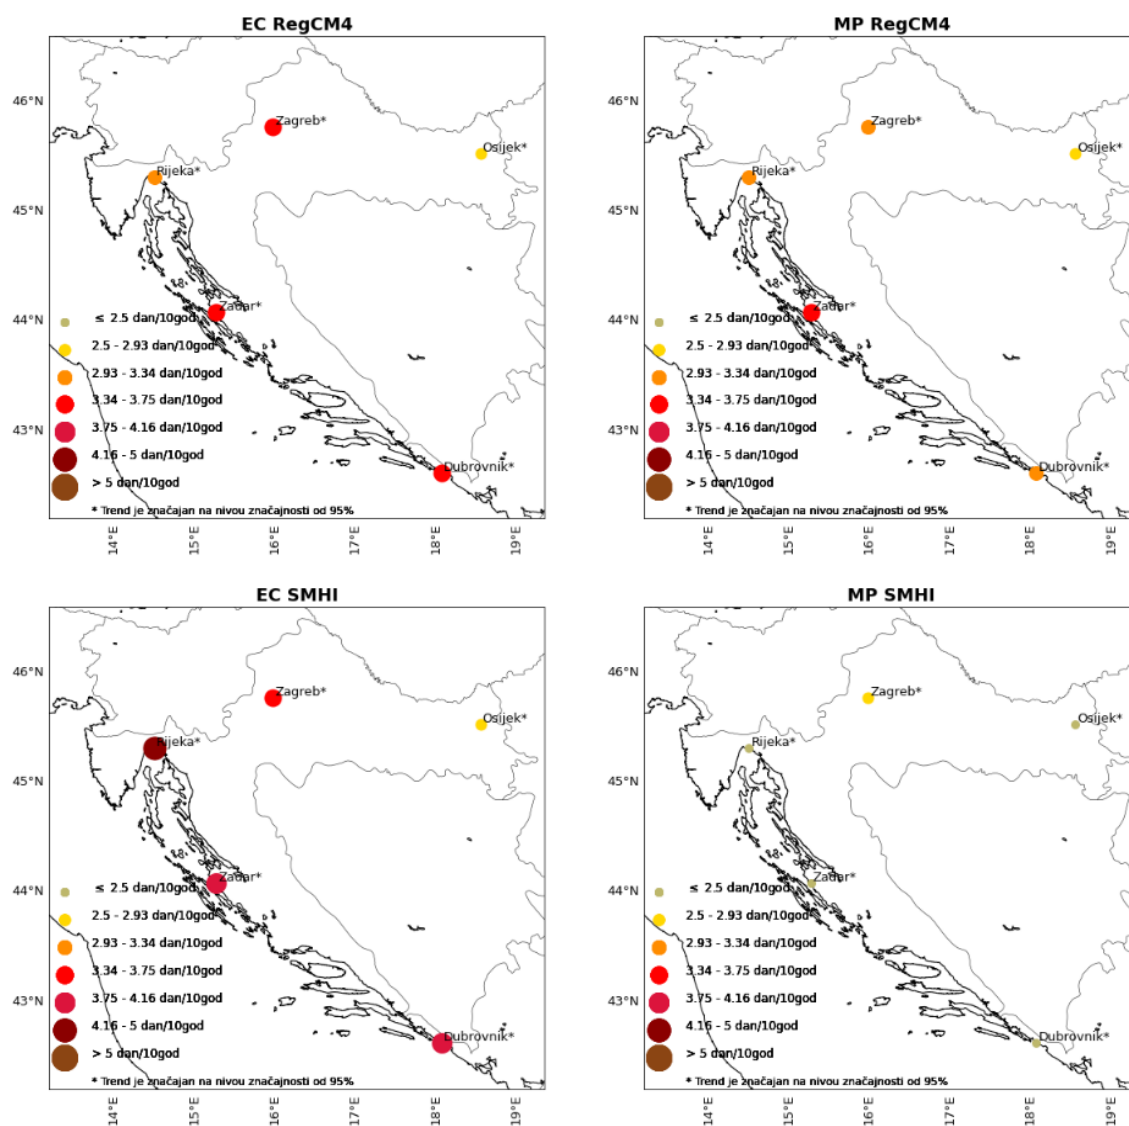 EC RegCM4
MP RegCM4
46°N
45°N
44°N
43°N
Zagreb*
Osijek*
Rijeka*
Zadar*
Dubrovnik*
≤ 2.5 dan/10god
2.5 - 2.93 dan/10god
2.93 - 3.34 dan/10god
3.34 - 3.75 dan/10god
3.75 - 4.16 dan/10god
4.16 - 5 dan/10god
> 5 dan/10god
* Trend je značajan na nivou značajnosti od 95%
14°E
15°E
16°E
17°E
18°E
19°E
46°N
45°N
44°N
43°N
Zagreb*
Osijek*
Rijeka*
Zadar*
Dubrovnik*
≤ 2.5 dan/10god
2.5 - 2.93 dan/10god
2.93 - 3.34 dan/10god
3.34 - 3.75 dan/10god
3.75 - 4.16 dan/10god
4.16 - 5 dan/10god
> 5 dan/10god
* Trend je značajan na nivou značajnosti od 95%
14°E
15°E
16°E
17°E
18°E
19°E
EC SMHI
MP SMHI
46°N
45°N
44°N
43°N
Zagreb*
Osijek*
Rijeka*
Zadar*
Dubrovnik*
≤ 2.5 dan/10god
2.5 - 2.93 dan/10god
2.93 - 3.34 dan/10god
3.34 - 3.75 dan/10god
3.75 - 4.16 dan/10god
4.16 - 5 dan/10god
> 5 dan/10god
* Trend je značajan na nivou značajnosti od 95%
14°E
15°E
16°E
17°E
18°E
19°E
46°N
45°N
44°N
43°N
Zagreb*
Osijek*
Rijeka*
Zadar*
Dubrovnik*
≤ 2.5 dan/10god
2.5 - 2.93 dan/10god
2.93 - 3.34 dan/10god
3.34 - 3.75 dan/10god
3.75 - 4.16 dan/10god
4.16 - 5 dan/10god
> 5 dan/10god
* Trend je značajan na nivou značajnosti od 95%
14°E
15°E
16°E
17°E
18°E
19°E